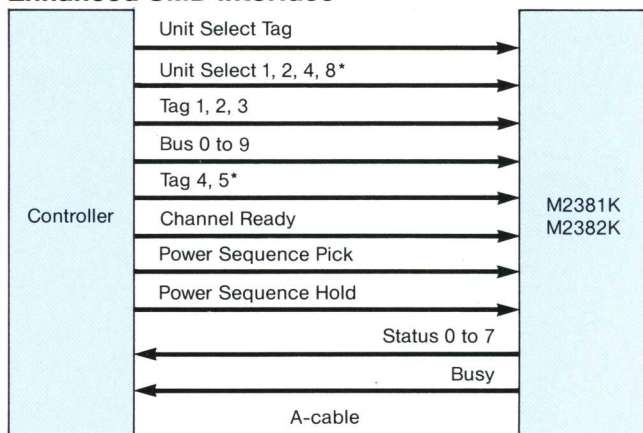 Enhanced SMD Interface
Unit Select Tag
Unit Select 1, 2, 4, 8*
Tag 1, 2, 3
Bus 0 to 9
Tag 4, 5*
Controller
Channel Ready
M2381K
M2382K
Power Sequence Pick
Power Sequence Hold
Status 0 to 7
Busy
A-cable